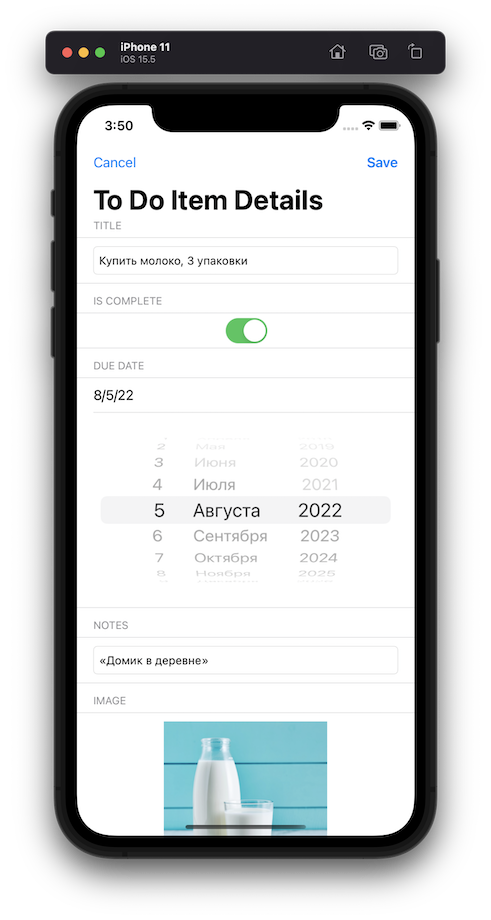 iPhone 11
iOS 15.5
3:50
Cancel Save
To Do Item Details
TITLE
Купить молоко, 3 упаковки
IS COMPLETE
DUE DATE
8/5/22
2 Мая 2019
3 Июня 2020
4 Июля 2021
5 Августа 2022
6 Сентября 2023
7 Октября 2024
8 Ноября 2025
NOTES
«Домик в деревне»
IMAGE